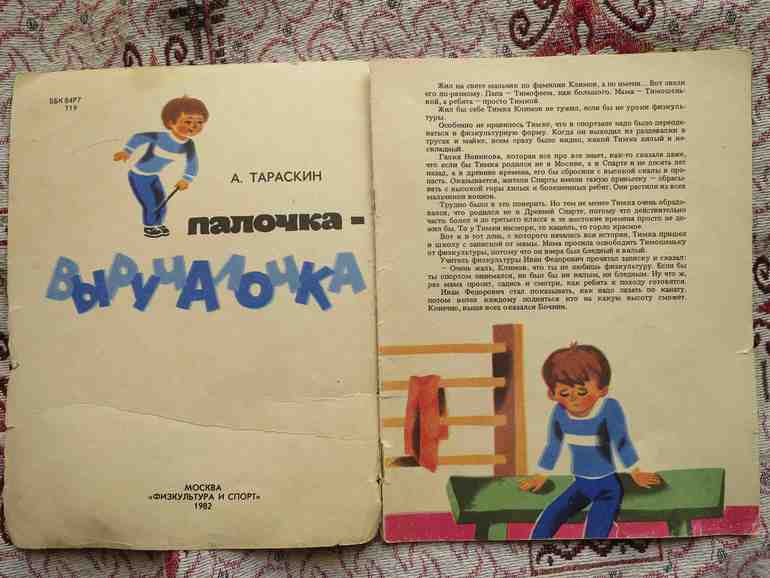 ББК 84Р7
Т19
А. ТАРАСКИН
палочка-
ВЫРУЧАЛОЧКА
МОСКВА
«ФИЗКУЛЬТУРА И СПОРТ»
1982
Жил на свете мальчик по фамилии Климов, а по имени... Вот звали
его по-разному. Папа — Тимофеем, как большого. Мама — Тимошень-
кой, а ребята — просто Тимкой.
Жил бы себе Тимка Климов не тужил, если бы не уроки физкуль-
туры.
Особенно не нравилось Тимке, что в спортзале надо было переоде-
ваться в физкультурную форму. Когда он выходил из раздевалки в
трусах и майке, всем сразу было видно, какой Тимка хилый и не-
складный.
Галка Новикова, которая все про все знает, как-то сказала даже,
что если бы Тимка родился не в Москве, а в Спарте и не десять лет
назад, а в древние времена, его бы сбросили с высокой скалы в про-
пасть. Оказывается, жители Спарты имели такую привычку — сбрасы-
вать с высокой горы хилых и болезненных ребят. Они растили из всех
мальчишек воинов.
Трудно было в это поверить. Но тем не менее Тимка очень обрадо-
вался, что родился не в Древней Спарте, потому что действительно
часто болел и до третьего класса в те жестокие времена просто не до-
жил бы. То у Тимки насморк, то кашель, то горло красное.
Вот и в тот день, с которого началась вся история, Тимка пришел
в школу с запиской от мамы. Мама просила освободить Тимошеньку
от физкультуры, потому что он вчера был бледный и вялый.
Учитель физкультуры Иван Федорович прочитал записку и сказал:
— Очень жаль, Климов, что ты не любишь физкультуру. Если бы
ты спортом занимался, не был бы ни вялым, ни бледным. Ну что ж,
раз мама просит, садись и смотри, как ребята к походу готовятся.
Иван Федорович стал показывать, как надо лазать по канату,
потом велел каждому подняться кто на какую высоту сможет.
Конечно, выше всех оказался Бочкин.